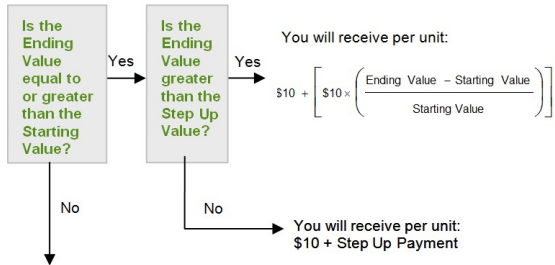 Is the
Ending
Value
equal to
or greater
than the
Starting
Value?
Yes
Is the
Ending
Value
greater
than the
Step Up
Value?
Yes
You will receive per unit:
$10 + [ $10 × ( Ending Value – Starting Value
Starting Value ) ]
No
No
You will receive per unit:
$10 + Step Up Payment